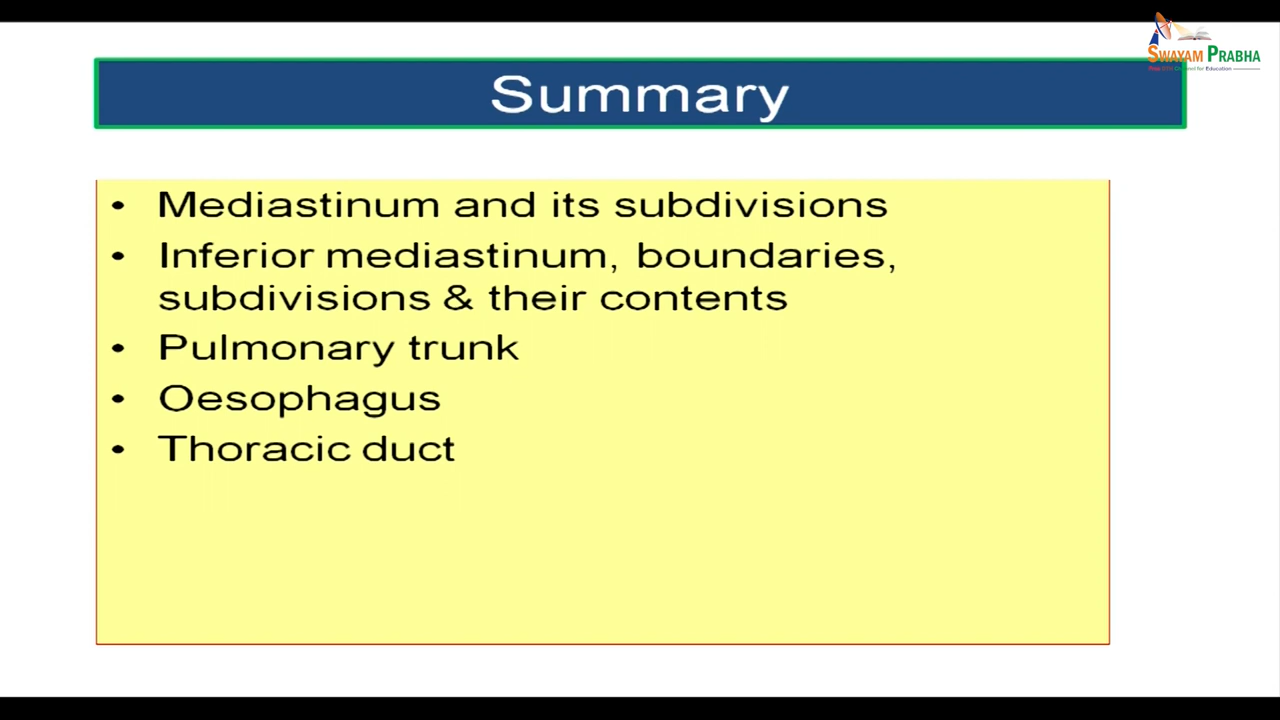 SWAYAM PRABHA
Summary
• Mediastinum and its subdivisions
• Inferior mediastinum, boundaries,
subdivisions & their contents
• Pulmonary trunk
• Oesophagus
• Thoracic duct